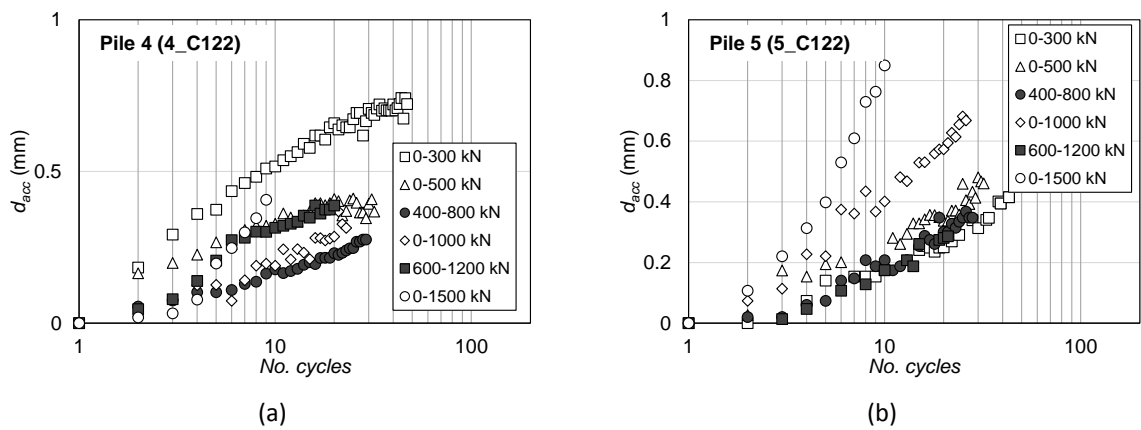 Pile 4 (4_C122)
1
0.5
0
d_acc (mm)
1
10
100
No. cycles
0-300 kN
0-500 kN
400-800 kN
0-1000 kN
600-1200 kN
0-1500 kN
(a)
Pile 5 (5_C122)
1
0.8
0.6
0.4
0.2
0
d_acc (mm)
1
10
100
No. cycles
0-300 kN
0-500 kN
400-800 kN
0-1000 kN
600-1200 kN
0-1500 kN
(b)